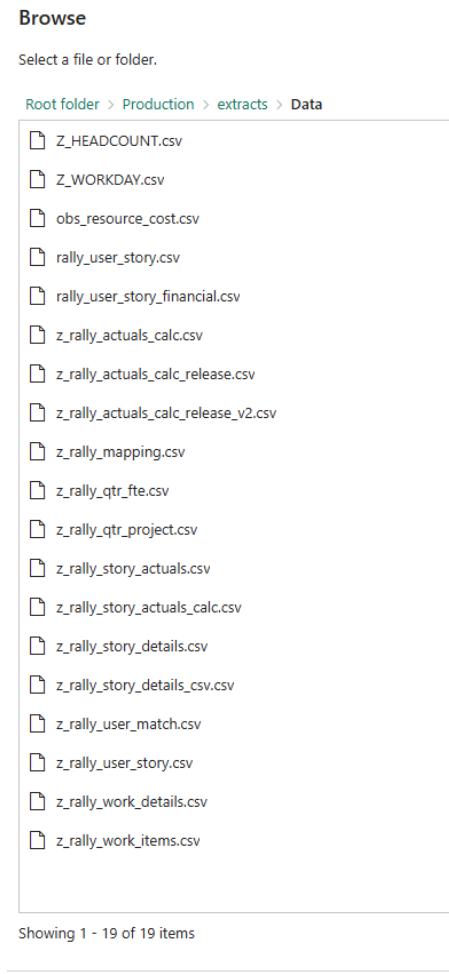 Browse
Select a file or folder.
Root folder > Production > extracts > Data
Z_HEADCOUNT.csv
Z_WORKDAY.csv
obs_resource_cost.csv
rally_user_story.csv
rally_user_story_financial.csv
z_rally_actuals_calc.csv
z_rally_actuals_calc_release.csv
z_rally_actuals_calc_release_v2.csv
z_rally_mapping.csv
z_rally_qtr_fte.csv
z_rally_qtr_project.csv
z_rally_story_actuals.csv
z_rally_story_actuals_calc.csv
z_rally_story_details.csv
z_rally_story_details_csv.csv
z_rally_user_match.csv
z_rally_user_story.csv
z_rally_work_details.csv
z_rally_work_items.csv
Showing 1 - 19 of 19 items